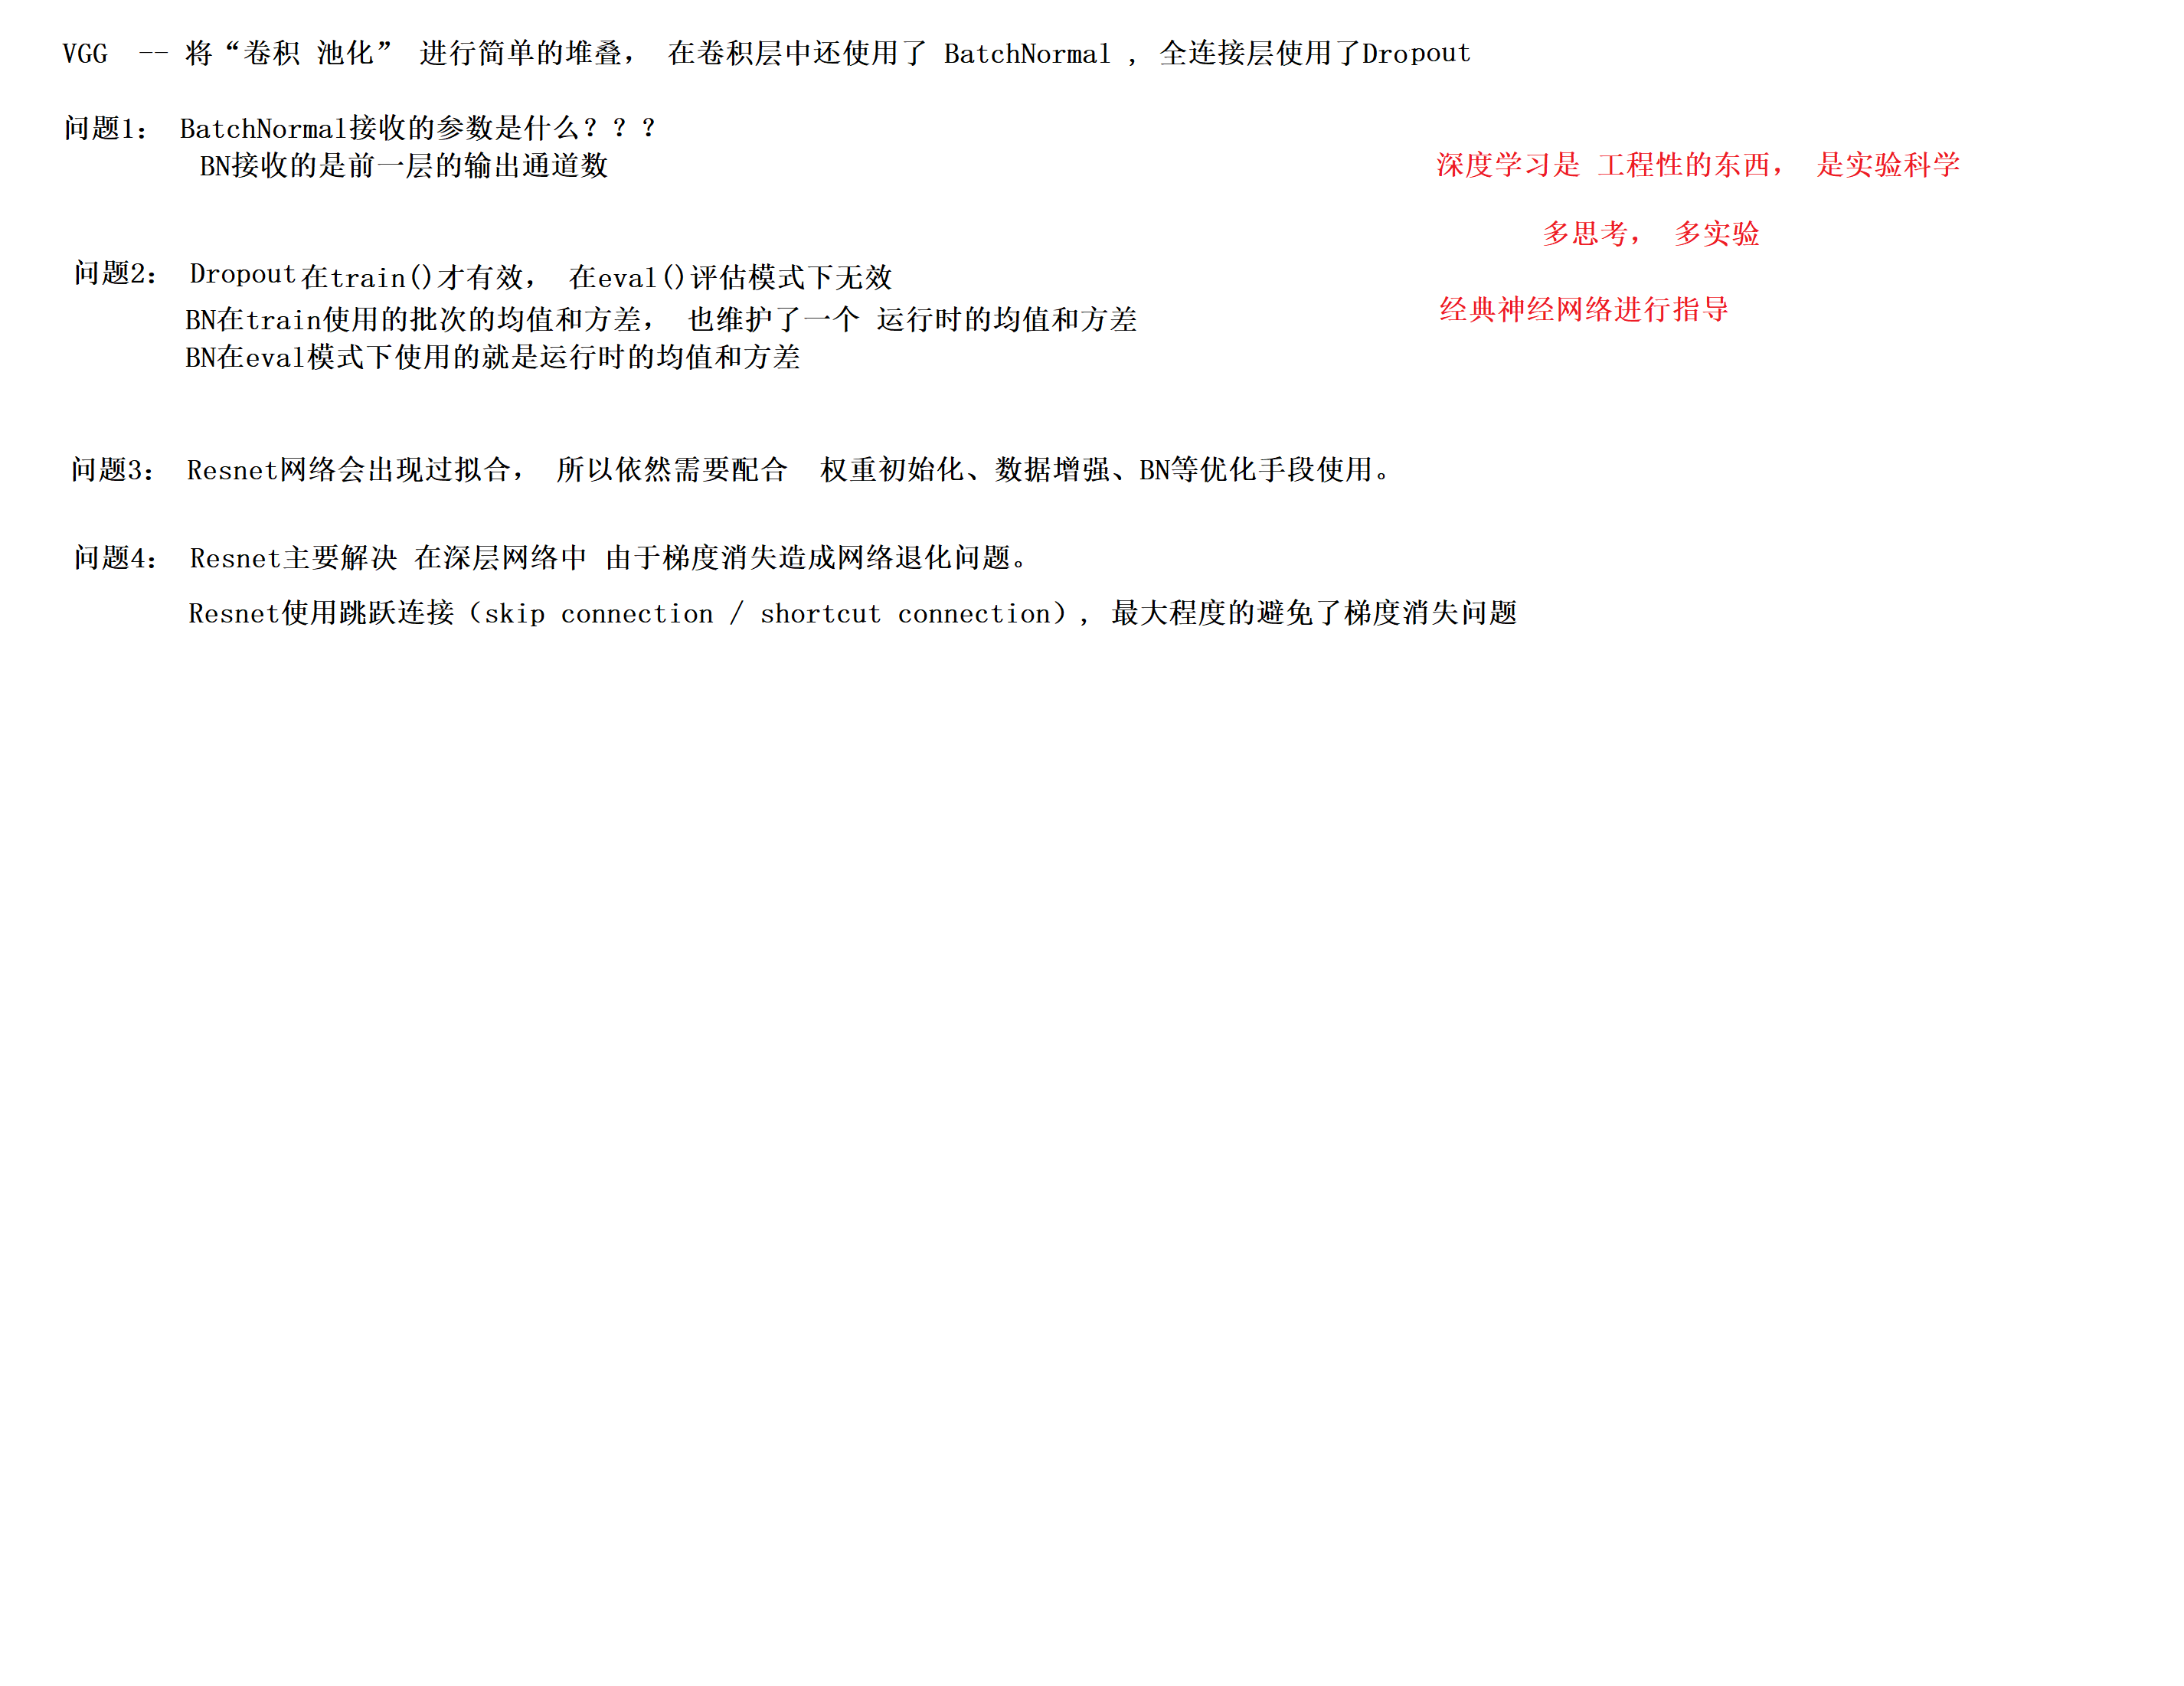 VGG -- 将“卷积 池化” 进行简单的堆叠， 在卷积层中还使用了 BatchNormal , 全连接层使用了Dropout
问题1： BatchNormal接收的参数是什么？？？
BN接收的是前一层的输出通道数
深度学习是 工程性的东西， 是实验科学
多思考， 多实验
问题2： Dropout在train()才有效， 在eval()评估模式下无效
BN在train使用的批次的均值和方差， 也维护了一个 运行时的均值和方差
经典神经网络进行指导
BN在eval模式下使用的就是运行时的均值和方差
问题3： Resnet网络会出现过拟合， 所以依然需要配合 权重初始化、数据增强、BN等优化手段使用。
问题4： Resnet主要解决 在深层网络中 由于梯度消失造成网络退化问题。
Resnet使用跳跃连接（skip connection / shortcut connection）, 最大程度的避免了梯度消失问题